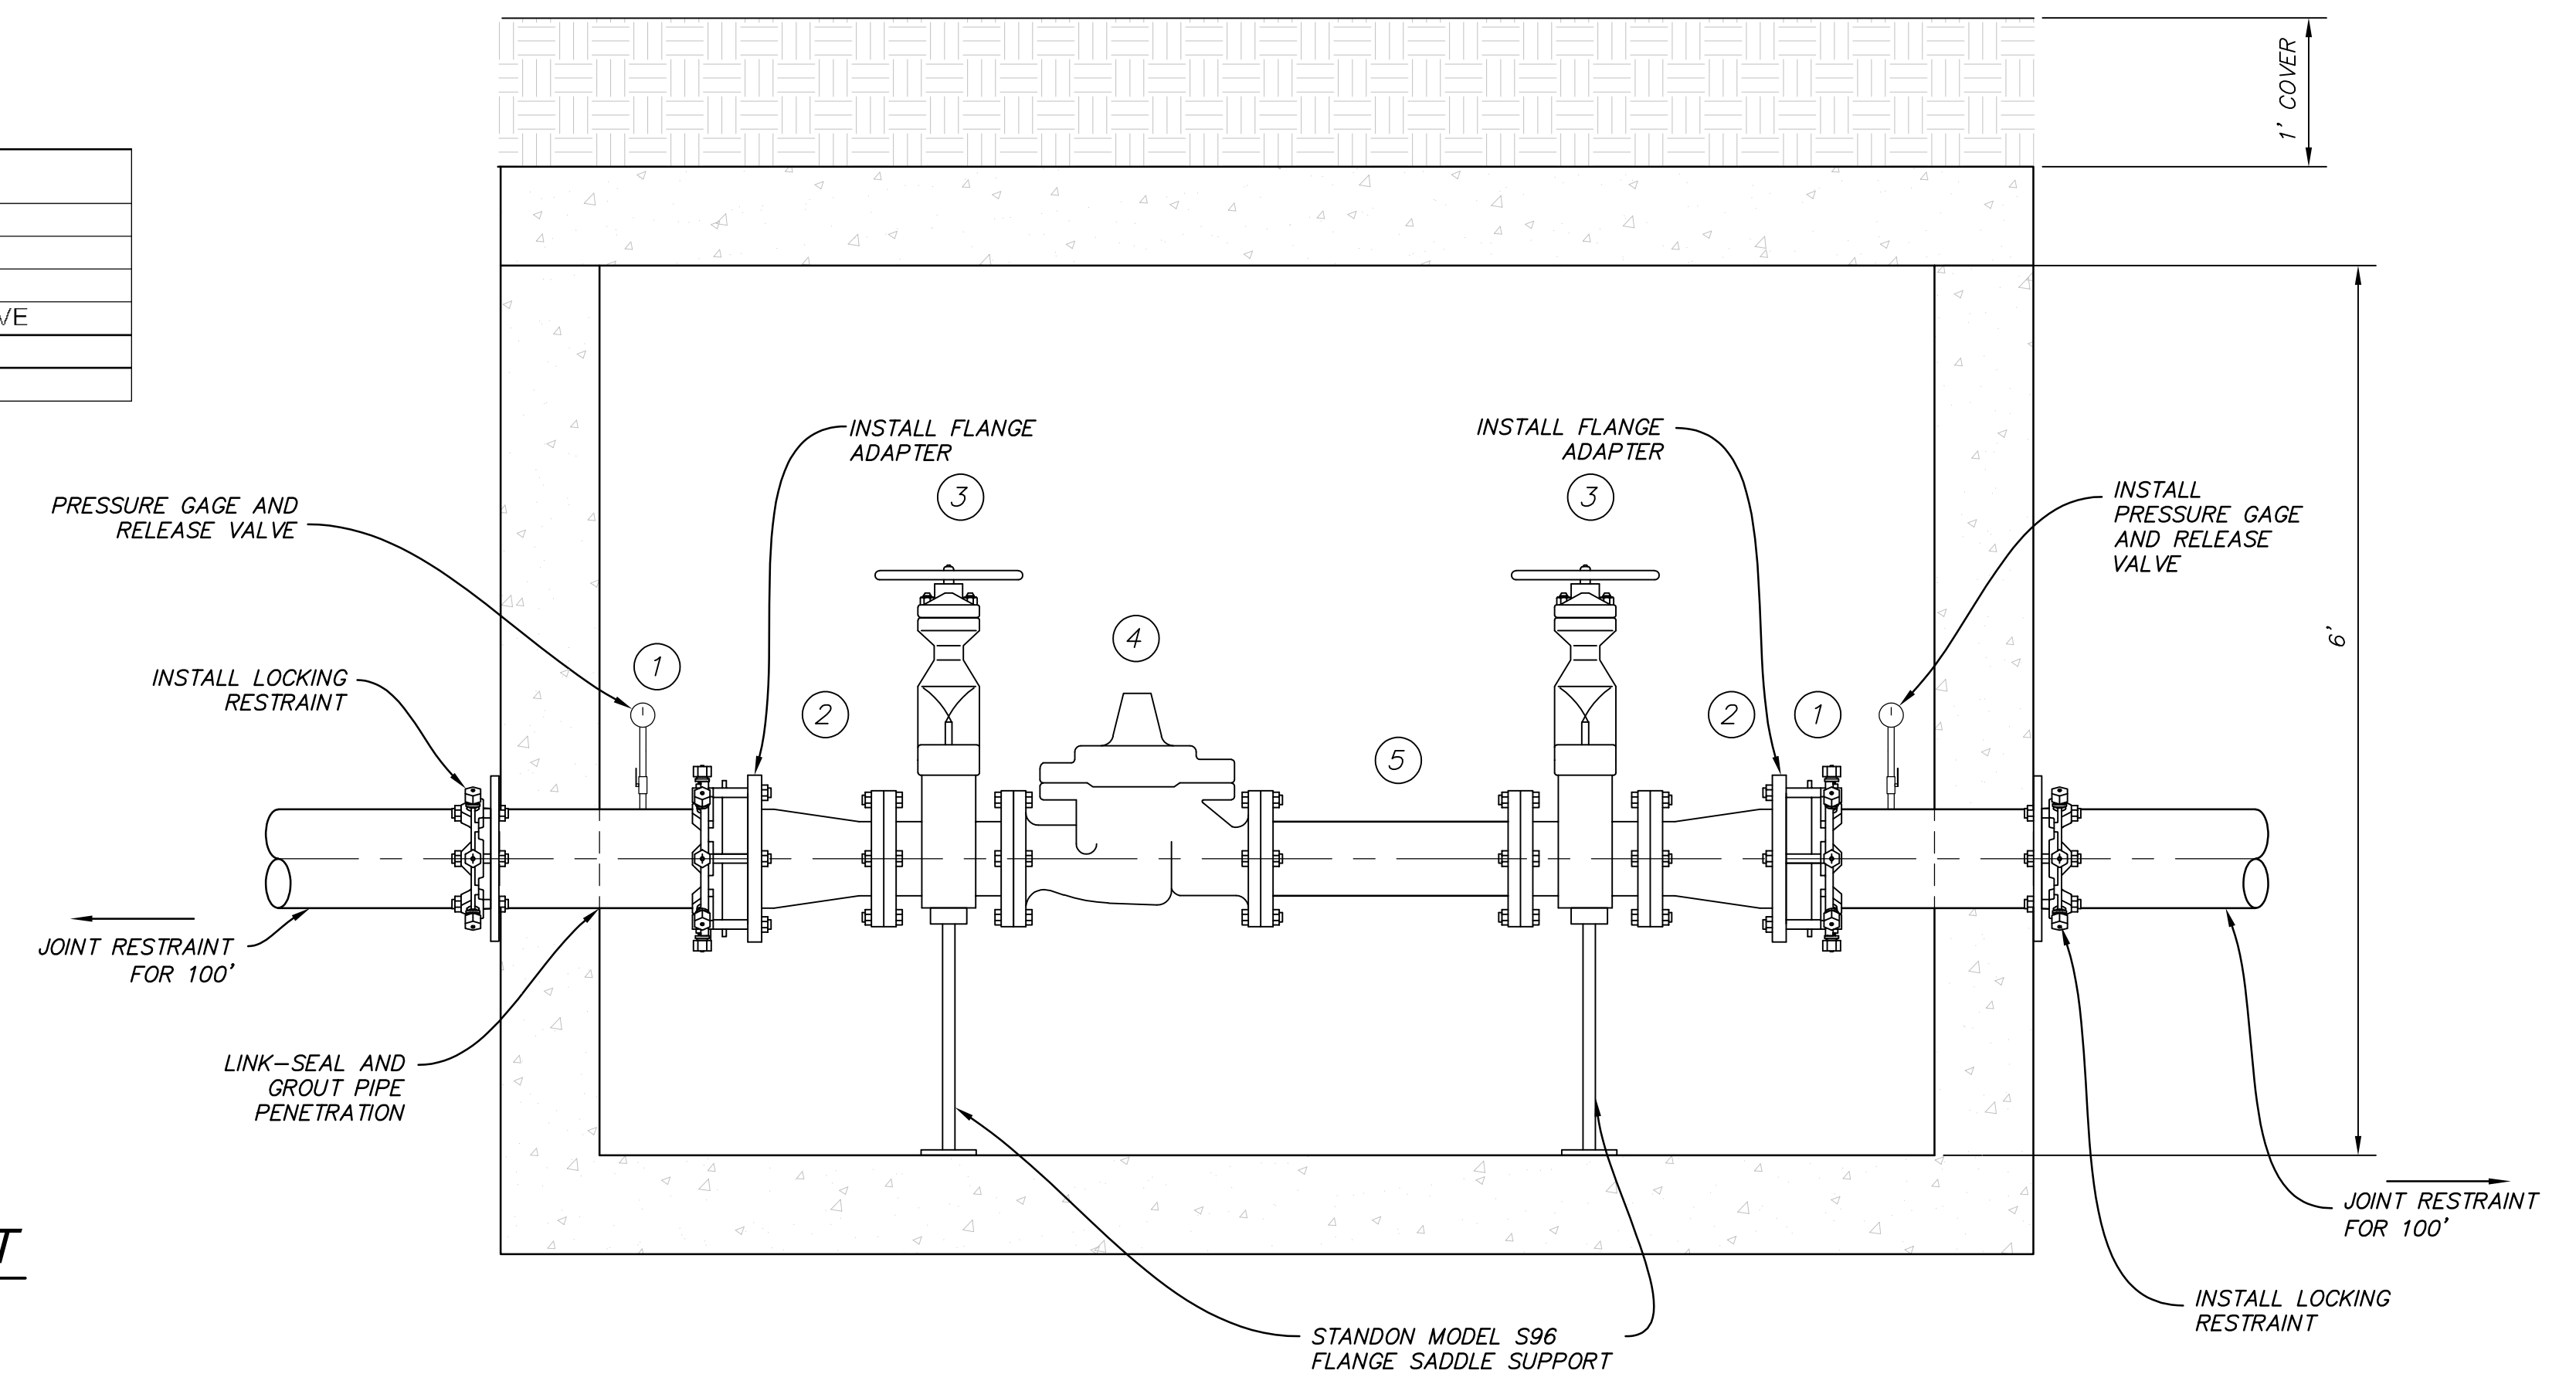 1' COVER
VE
INSTALL FLANGE
ADAPTER
INSTALL FLANGE
ADAPTER
3
3
PRESSURE GAGE AND
RELEASE VALVE
INSTALL
PRESSURE GAGE
AND RELEASE
VALVE
4
6'
1
INSTALL LOCKING
RESTRAINT
2
2
1
5
JOINT RESTRAINT
FOR 100'
LINK-SEAL AND
GROUT PIPE
PENETRATION
JOINT RESTRAINT
FOR 100'
T
INSTALL LOCKING
RESTRAINT
STANDON MODEL S96
FLANGE SADDLE SUPPORT